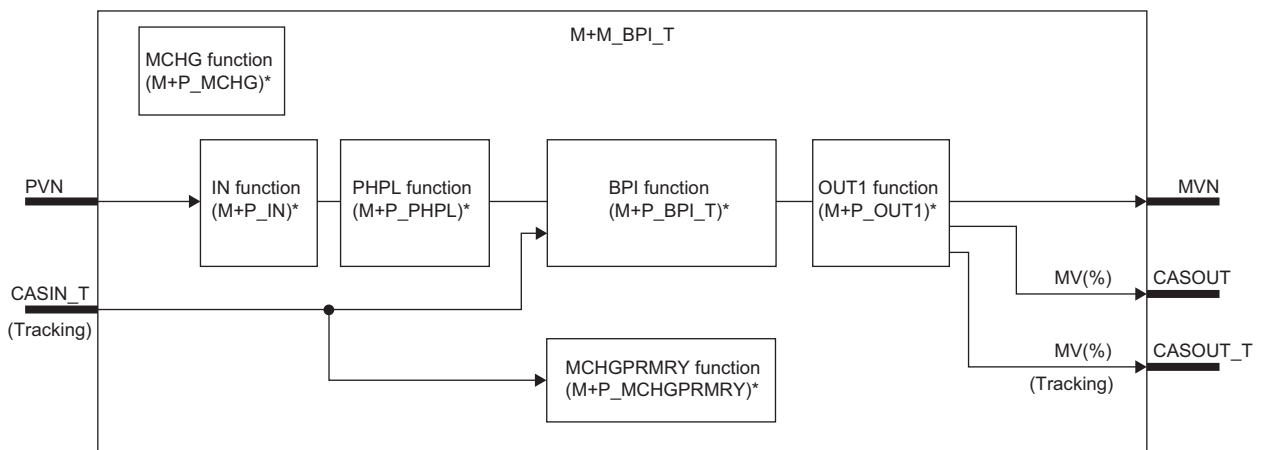 M+M_BPI_T
MCHG function
(M+P_MCHG)*
PVN
IN function
(M+P_IN)*
PHPL function
(M+P_PHPL)*
BPI function
(M+P_BPI_T)*
OUT1 function
(M+P_OUT1)*
MVN
CASIN_T
(Tracking)
MV(%)
CASOUT
MCHGPRMRY function
(M+P_MCHGPRMRY)*
MV(%)
(Tracking)
CASOUT_T